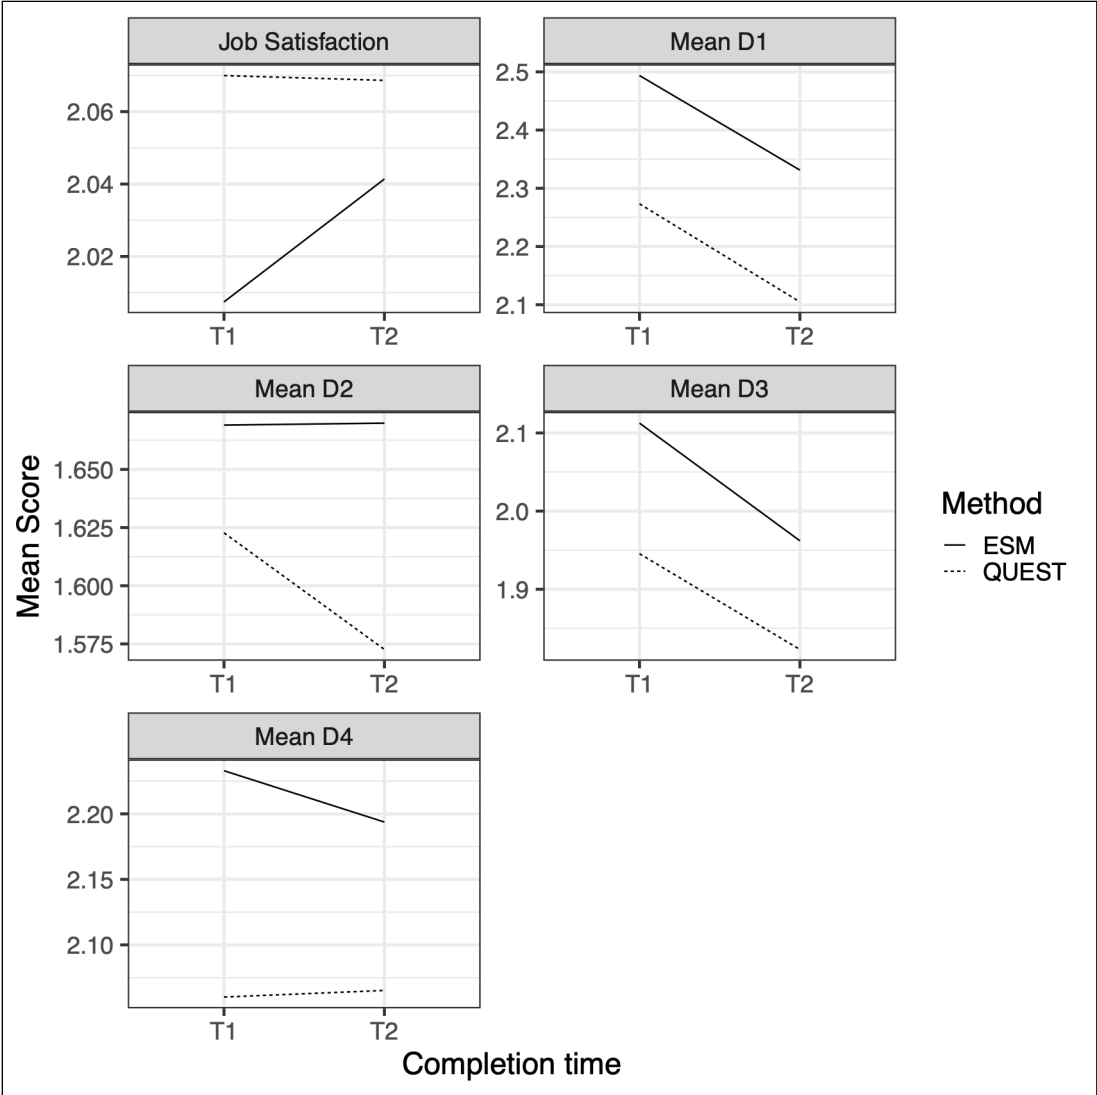 Job Satisfaction
2.06
2.04
2.02
T1 T2
Mean D1
2.5
2.4
2.3
2.2
2.1
T1 T2
Mean D2
1.650
1.625
1.600
1.575
T1 T2
Mean D3
2.1
2.0
1.9
T1 T2
Mean D4
2.20
2.15
2.10
T1 T2
Mean Score
Completion time
Method
ESM
QUEST